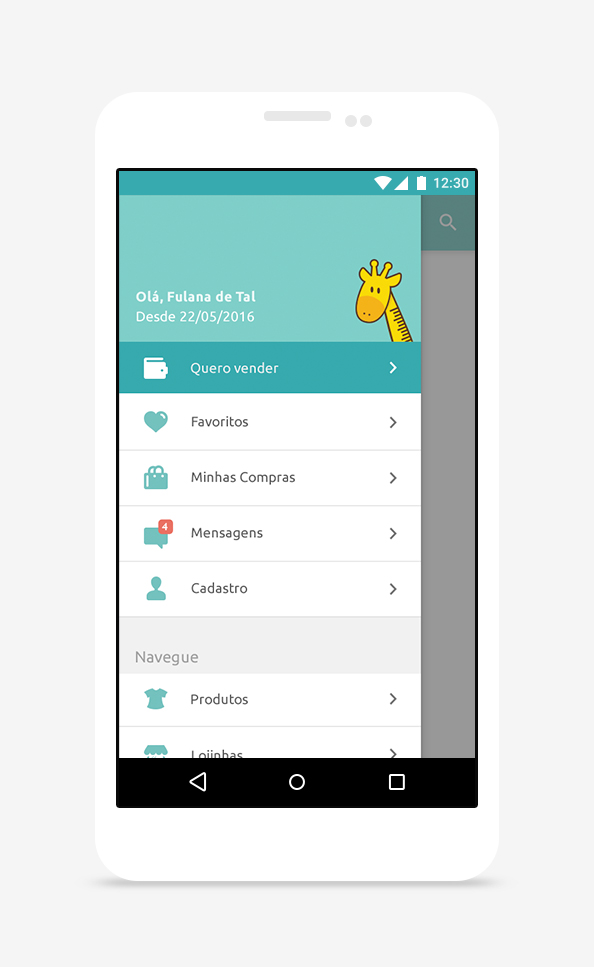 12:30
Olá, Fulana de Tal
Desde 22/05/2016
Quero vender
Favoritos
Minhas Compras
4
Mensagens
Cadastro
Navegue
Produtos
Lojinhas